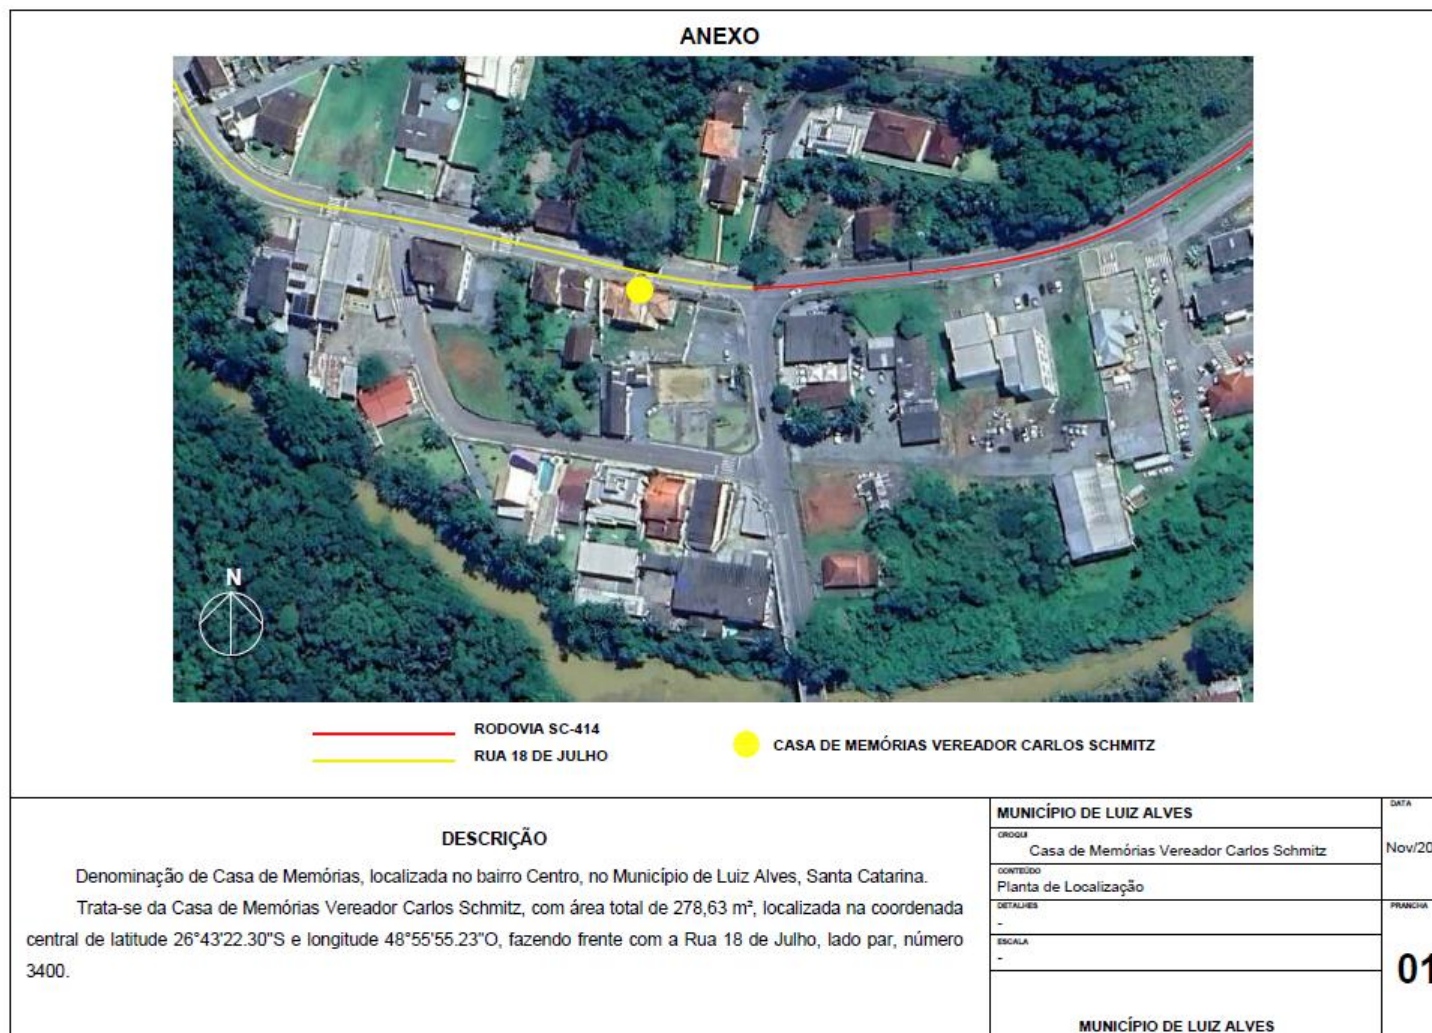 ANEXO
N
RODOVIA SC-414
RUA 18 DE JULHO
CASA DE MEMÓRIAS VEREADOR CARLOS SCHMITZ
DESCRIÇÃO
Denominação de Casa de Memórias, localizada no bairro Centro, no Município de Luiz Alves, Santa Catarina.
Trata-se da Casa de Memórias Vereador Carlos Schmitz, com área total de 278,63 m², localizada na coordenada
central de latitude 26°43'22.30"S e longitude 48°55'55.23"O, fazendo frente com a Rua 18 de Julho, lado par, número
3400.
MUNICÍPIO DE LUIZ ALVES
CROQUI
Casa de Memórias Vereador Carlos Schmitz
CONTEÚDO
Planta de Localização
DETALHES
-
ESCALA
-
MUNICÍPIO DE LUIZ ALVES
DATA
Nov/20
PRANCHA
01